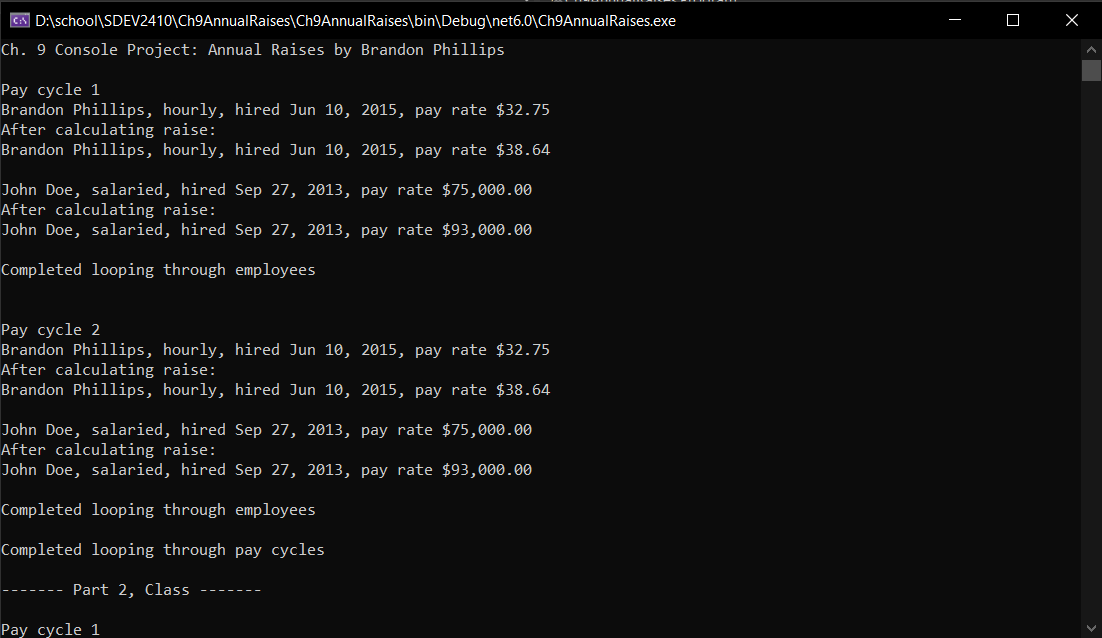 D:\school\SDEV2410\Ch9AnnualRaises\Ch9AnnualRaises\bin\Debug\net6.0\Ch9AnnualRaises.exe
Ch. 9 Console Project: Annual Raises by Brandon Phillips
Pay cycle 1
Brandon Phillips, hourly, hired Jun 10, 2015, pay rate $32.75
After calculating raise:
Brandon Phillips, hourly, hired Jun 10, 2015, pay rate $38.64
John Doe, salaried, hired Sep 27, 2013, pay rate $75,000.00
After calculating raise:
John Doe, salaried, hired Sep 27, 2013, pay rate $93,000.00
Completed looping through employees
Pay cycle 2
Brandon Phillips, hourly, hired Jun 10, 2015, pay rate $32.75
After calculating raise:
Brandon Phillips, hourly, hired Jun 10, 2015, pay rate $38.64
John Doe, salaried, hired Sep 27, 2013, pay rate $75,000.00
After calculating raise:
John Doe, salaried, hired Sep 27, 2013, pay rate $93,000.00
Completed looping through employees
Completed looping through pay cycles
------- Part 2, Class -------
Pay cycle 1